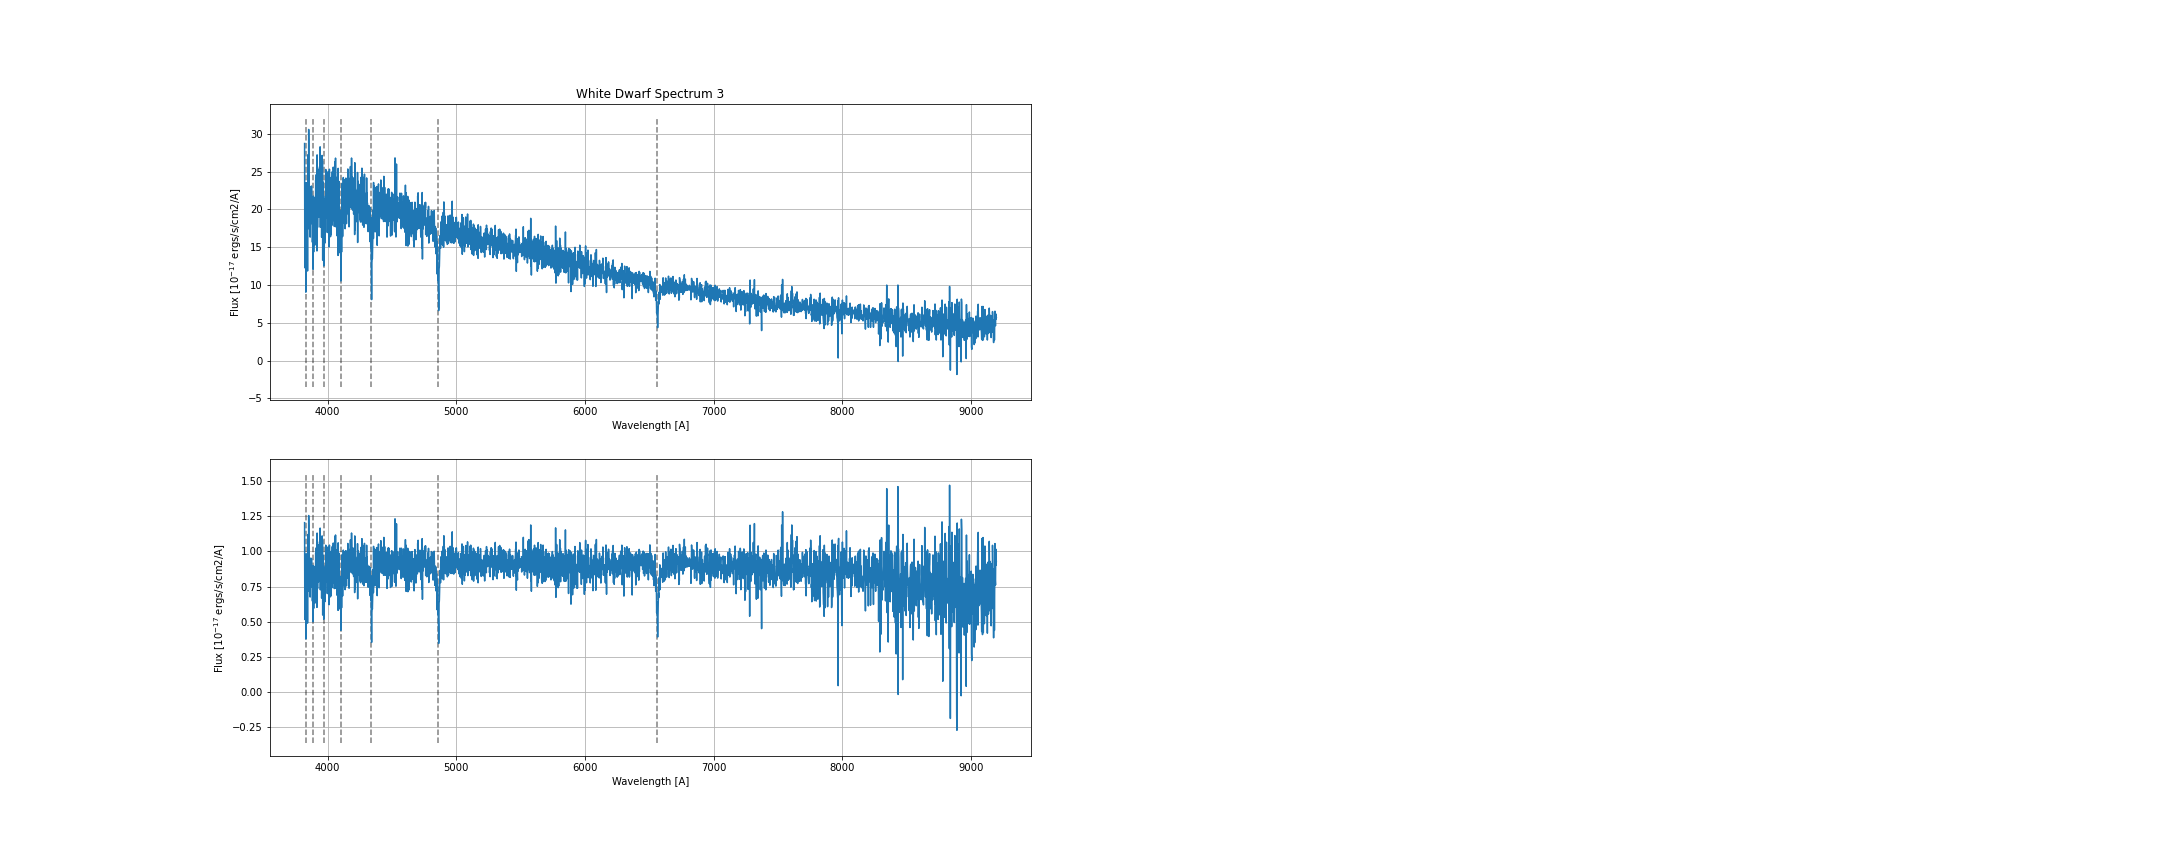 White Dwarf Spectrum 3
30
25
20
15
10
5
0
−5
Flux [10⁻¹⁷ ergs/s/cm2/A]
4000 5000 6000 7000 8000 9000
Wavelength [A]
1.50
1.25
1.00
0.75
0.50
0.25
0.00
−0.25
Flux [10⁻¹⁷ ergs/s/cm2/A]
4000 5000 6000 7000 8000 9000
Wavelength [A]